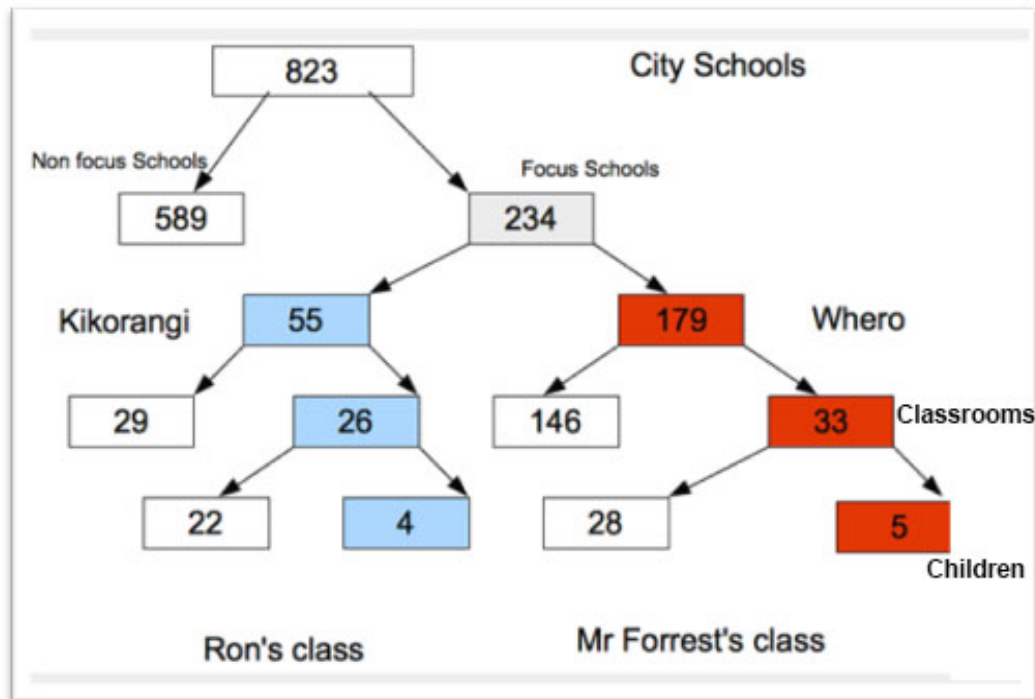 823
City Schools
Non focus Schools
Focus Schools
589
234
Kikorangi
55
179
Whero
29
26
146
33
Classrooms
22
4
28
5
Children
Ron's class
Mr Forrest's class